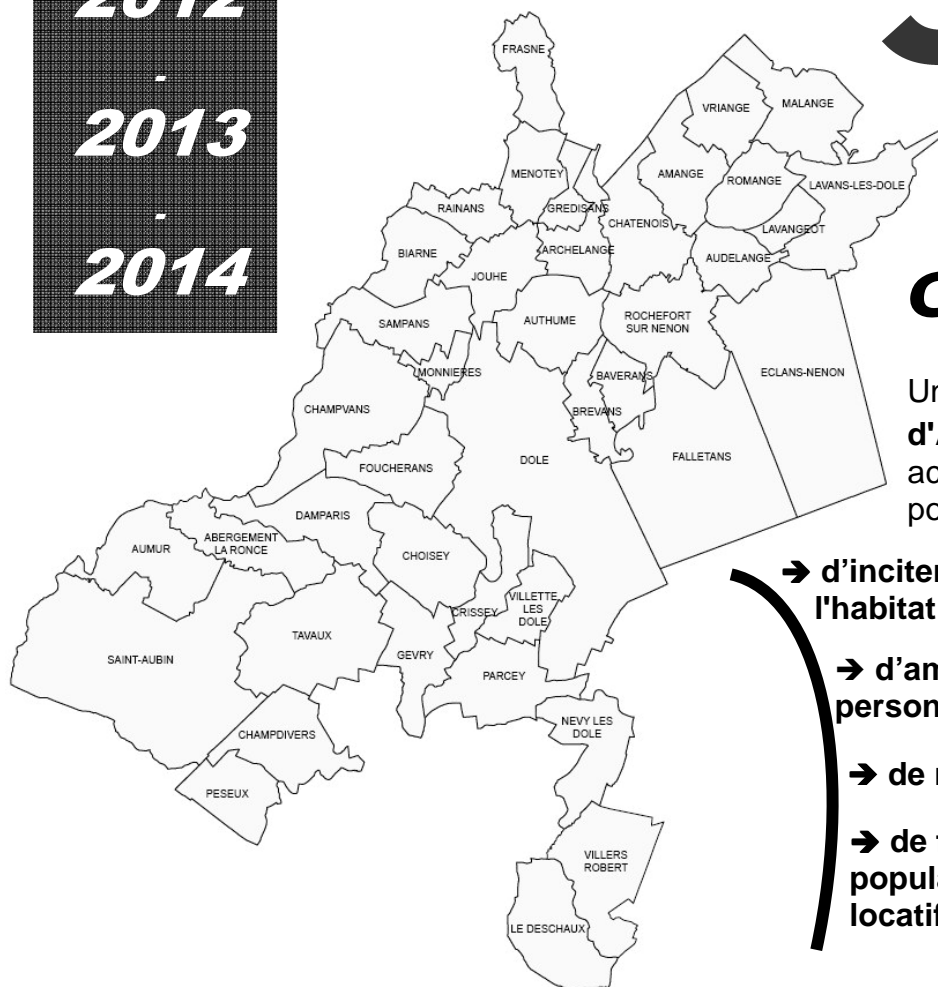 2012
-
2013
-
2014
FRASNE
VRIANGE
MALANGE
MENOTEY
AMANGE
ROMANGE
LAVANS-LES-DOLE
RAINANS
GREDISANS
CHATENOIS
LAVANGEOT
BIARNE
JOUHE
ARCHELANGE
AUDELANGE
SAMPANS
AUTHUME
ROCHEFORT
SUR NENON
MONNIERES
BAVERANS
ECLANS-NENON
CHAMPVANS
BREVANS
FOUCHERANS
DOLE
FALLETANS
DAMPARIS
AUMUR
ABERGEMENT
LA RONCE
CHOISEY
CRISSEY
VILLETTE
LES
DOLE
SAINT-AUBIN
TAVAUX
GEVRY
PARCEY
CHAMPDIVERS
NEVY LES
DOLE
PESEUX
VILLERS
ROBERT
LE DESCHAUX
➔ d'inciter
l'habitat
➔ d'am
person
➔ de
➔ de
popula
locatif
Un
d'
ac
po